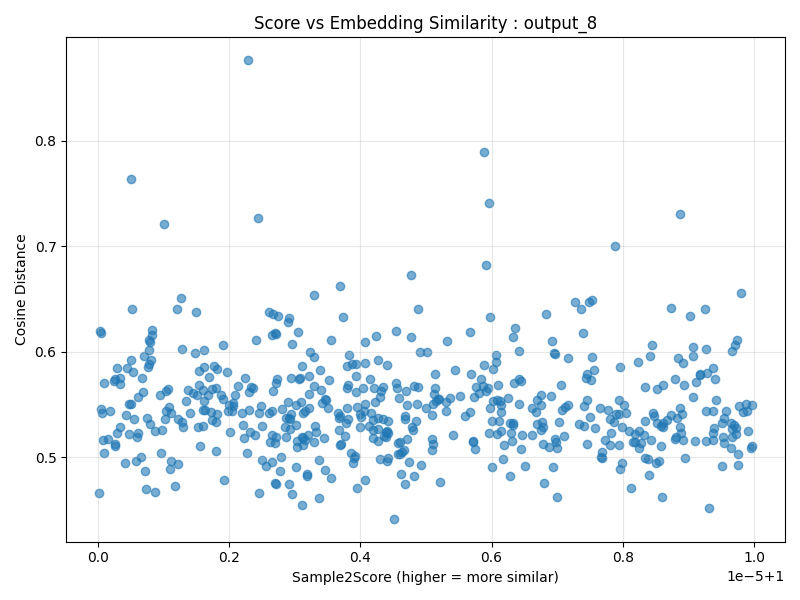 Score vs Embedding Similarity : output_8
Cosine Distance
0.8
0.7
0.6
0.5
0.0 0.2 0.4 0.6 0.8 1.0
1e−5+1
Sample2Score (higher = more similar)